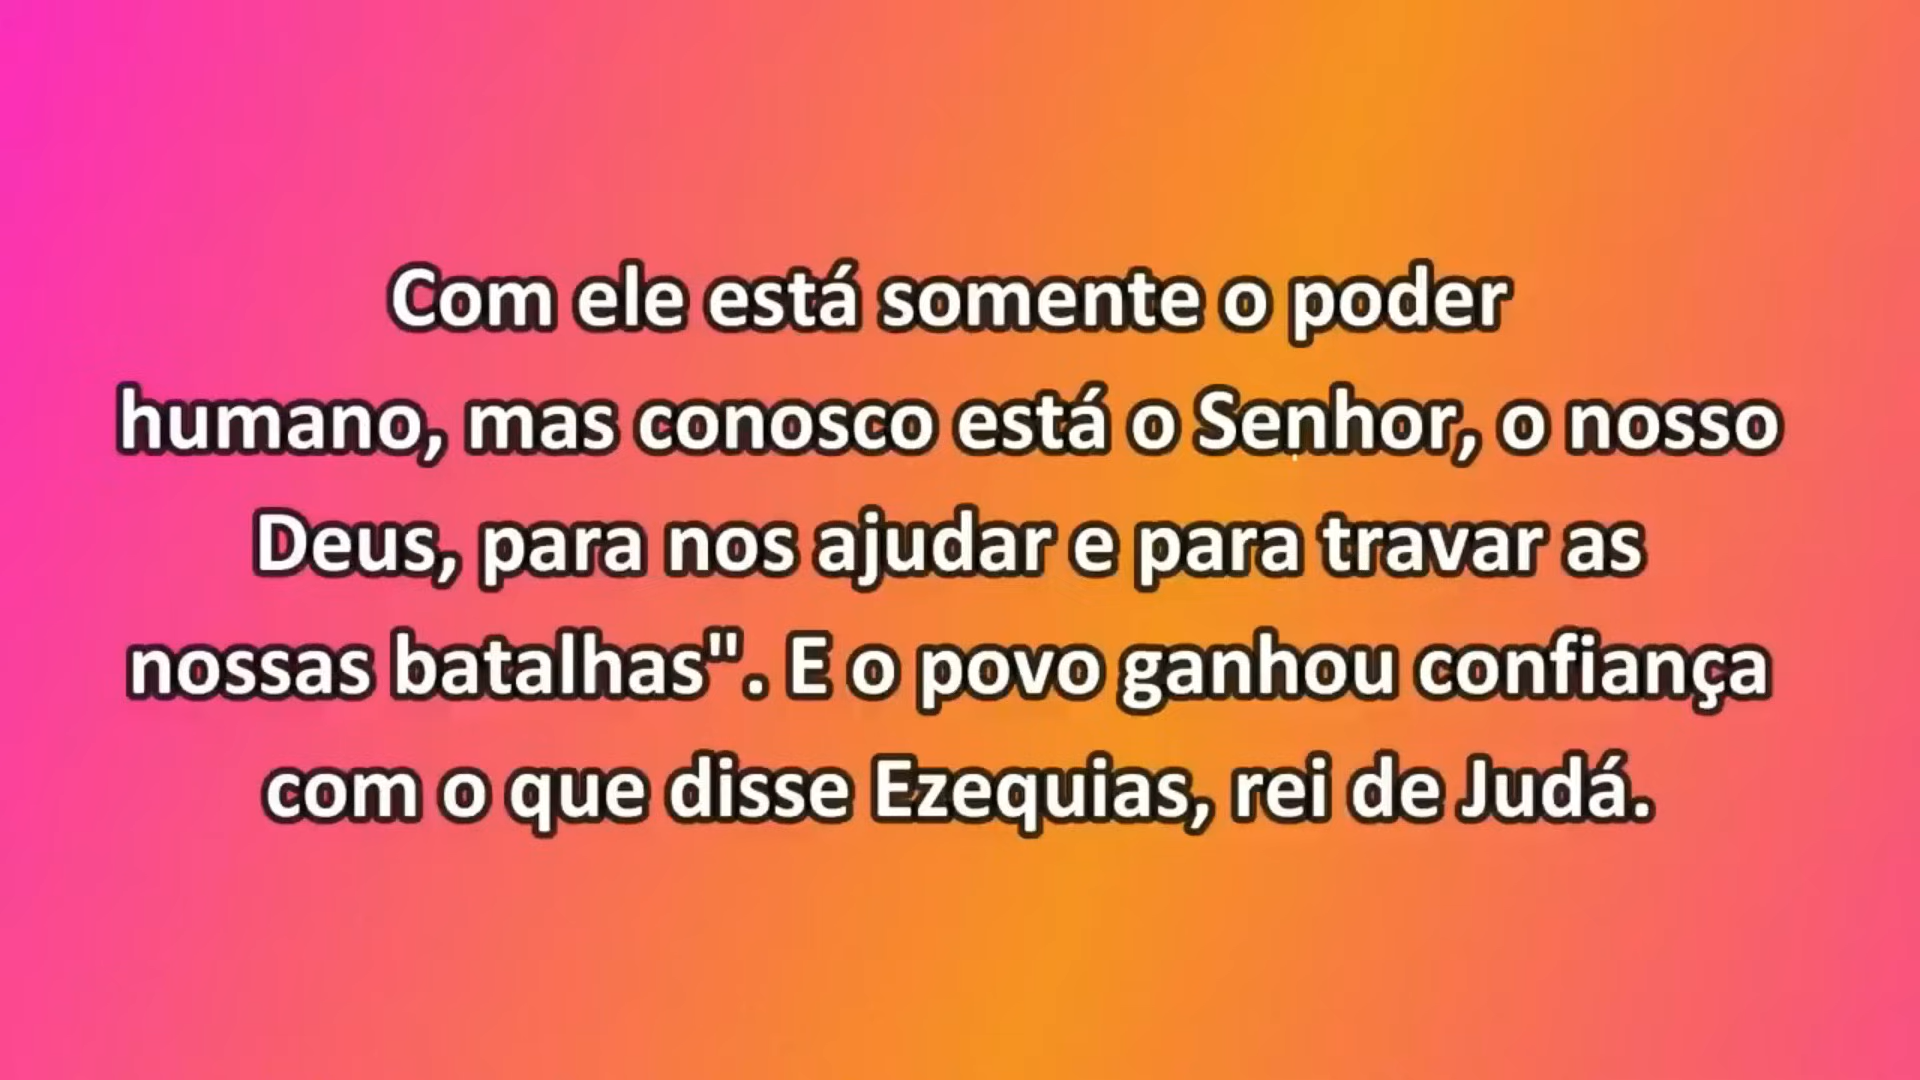 Com ele está somente o poder
humano, mas conosco está o Senhor, o nosso
Deus, para nos ajudar e para travar as
nossas batalhas". E o povo ganhou confiança
com o que disse Ezequias, rei de Judá.